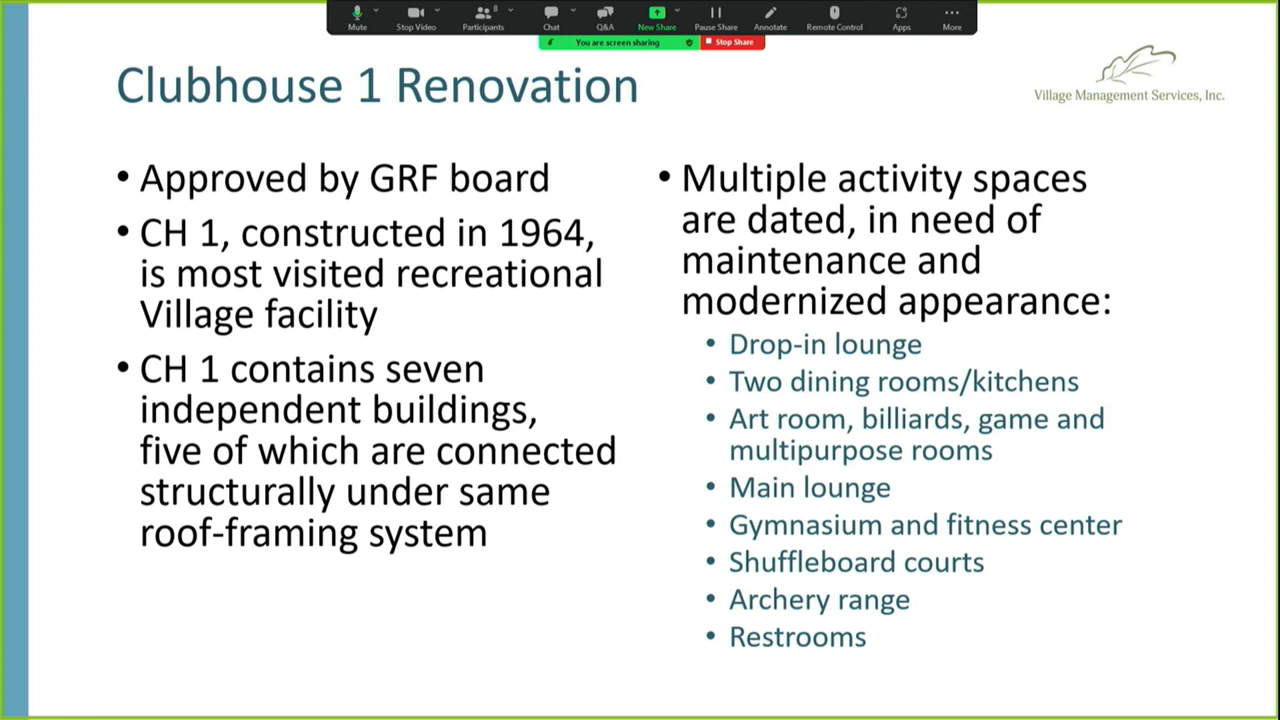 Mute
Stop Video
8
Participants
Chat
Q&A
New Share
Pause Share
Annotate
Remote Control
Apps
More
You are screen sharing
Stop Share
Clubhouse 1 Renovation
Village Management Services, Inc.
• Approved by GRF board
• CH 1, constructed in 1964,
is most visited recreational
Village facility
• CH 1 contains seven
independent buildings,
five of which are connected
structurally under same
roof-framing system
• Multiple activity spaces
are dated, in need of
maintenance and
modernized appearance:
• Drop-in lounge
• Two dining rooms/kitchens
• Art room, billiards, game and
multipurpose rooms
• Main lounge
• Gymnasium and fitness center
• Shuffleboard courts
• Archery range
• Restrooms